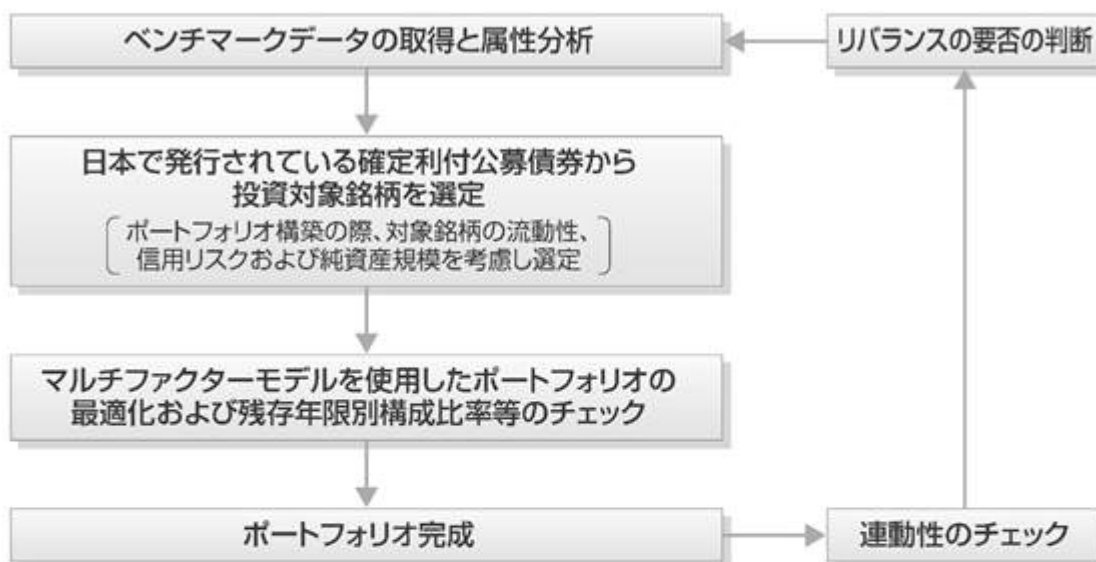 ベンチマークデータの取得と属性分析
リバランスの要否の判断
日本で発行されている確定利付公募債券から
投資対象銘柄を選定
ポートフォリオ構築の際、対象銘柄の流動性、
信用リスクおよび純資産規模を考慮し選定
マルチファクターモデルを使用したポートフォリオの
最適化および残存年限別構成比率等のチェック
ポートフォリオ完成
連動性のチェック